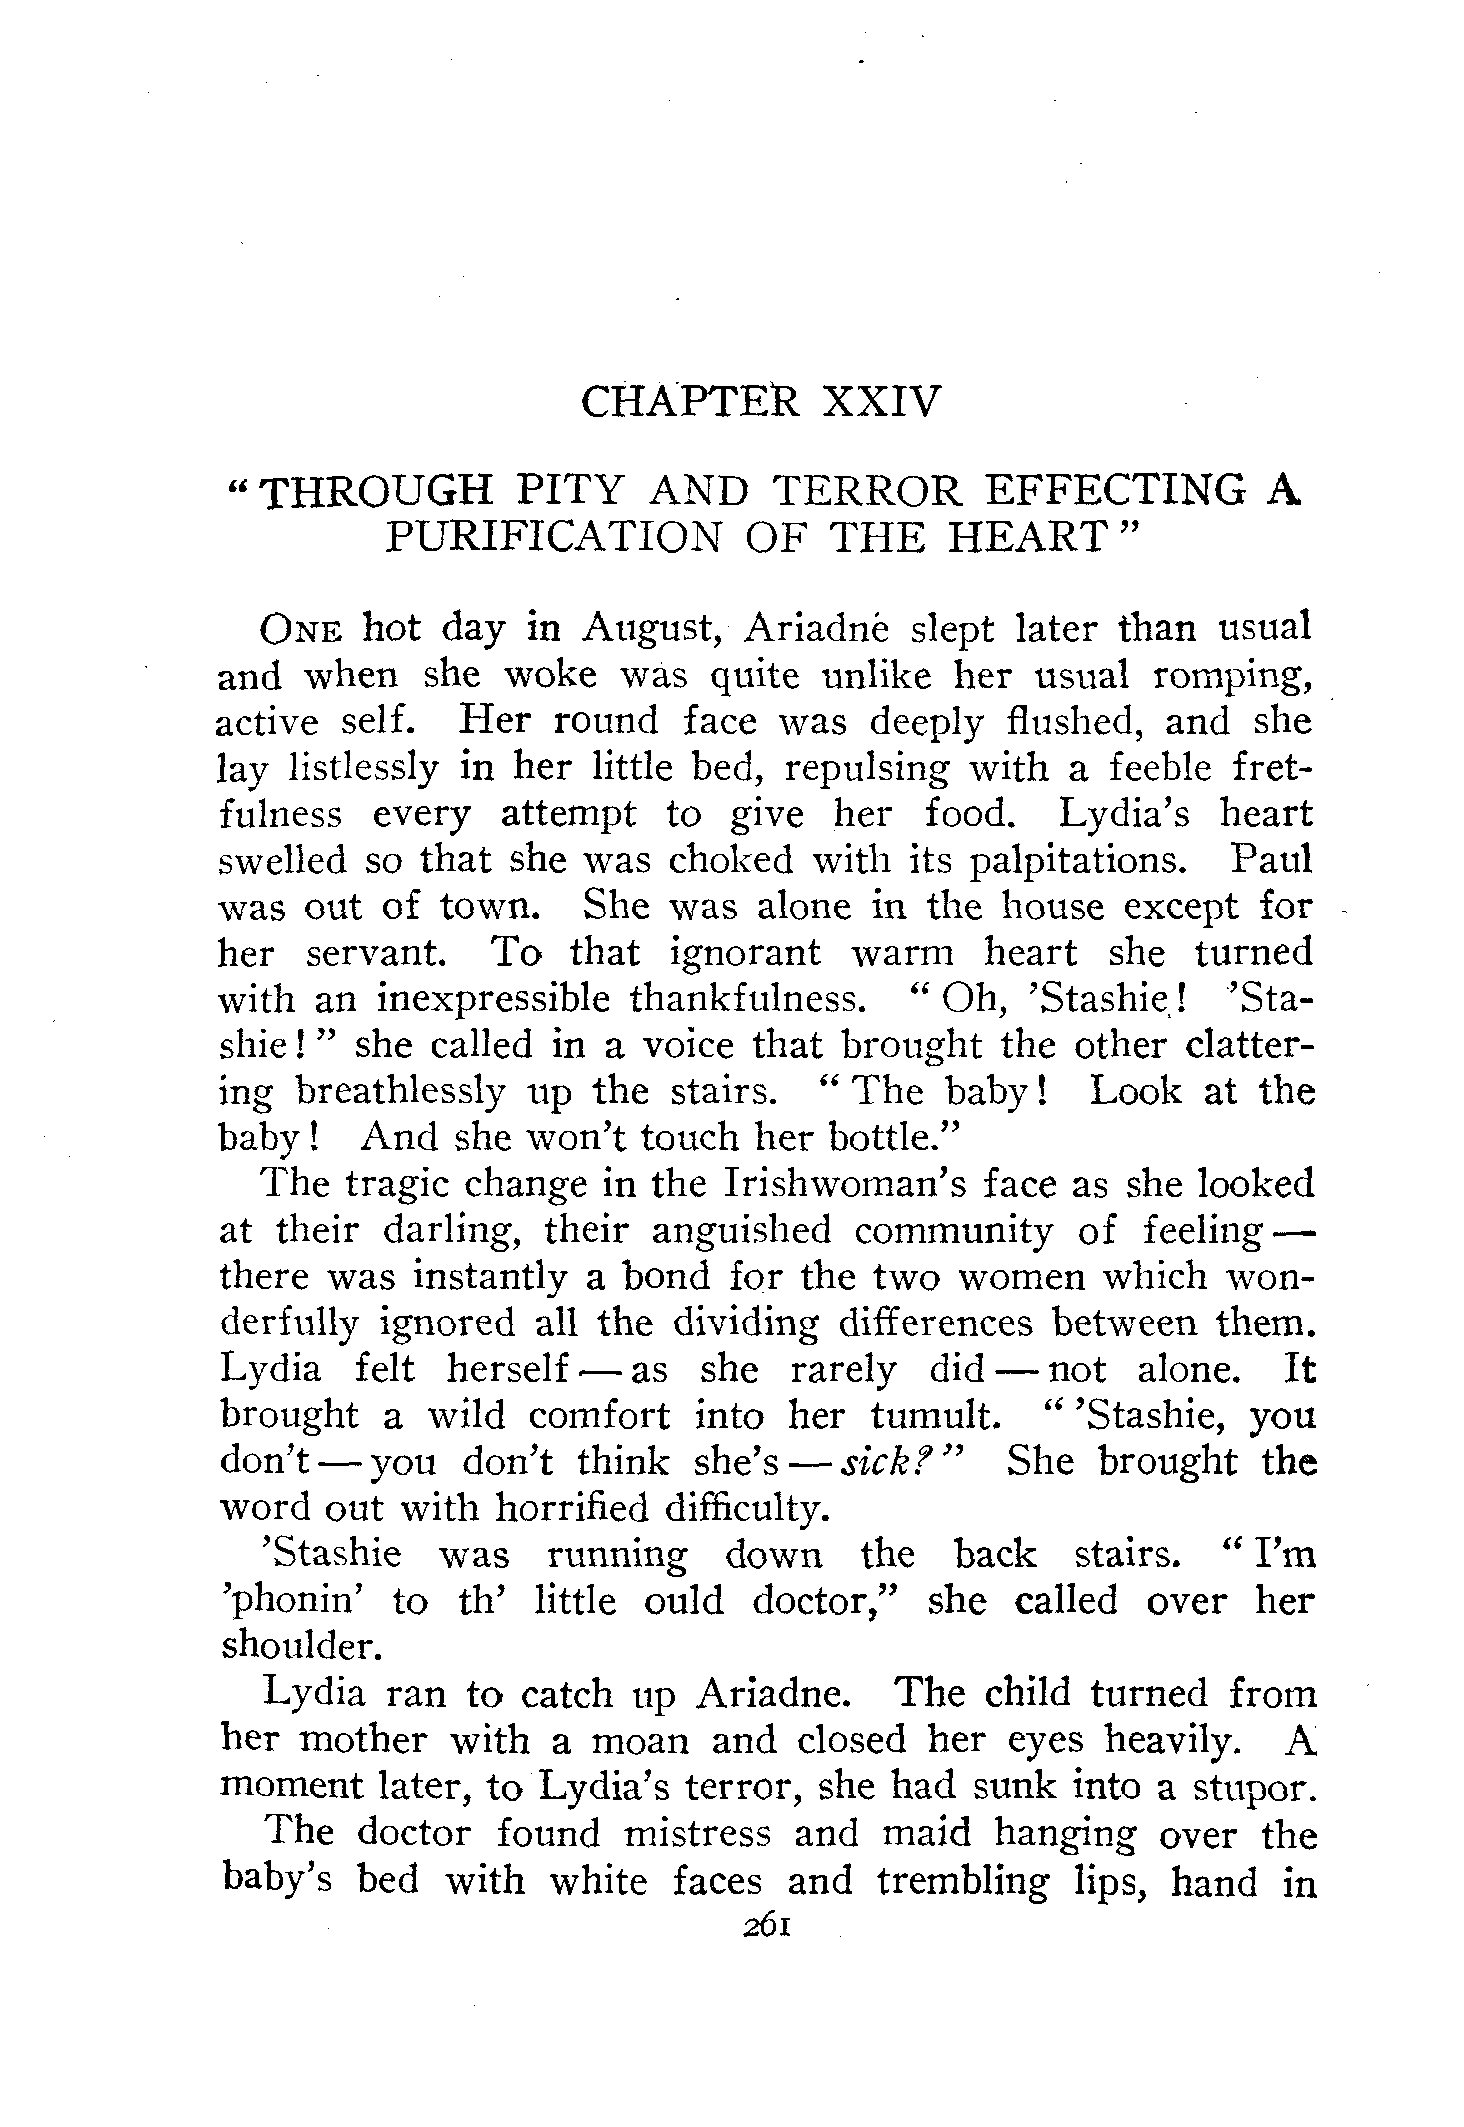 CHAPTER XXIV
“THROUGH PITY AND TERROR EFFECTING A
PURIFICATION OF THE HEART”
ONE hot day in August, Ariadne slept later than usual
and when she woke was quite unlike her usual romping,
active self. Her round face was deeply flushed, and she
lay listlessly in her little bed, repulsing with a feeble fret-
fulness every attempt to give her food. Lydia’s heart
swelled so that she was choked with its palpitations. Paul
was out of town. She was alone in the house except for
her servant. To that ignorant warm heart she turned
with an inexpressible thankfulness. “Oh, ’Stashie! ’Sta-
shie!” she called in a voice that brought the other clatter-
ing breathlessly up the stairs. “The baby! Look at the
baby! And she won’t touch her bottle.”
The tragic change in the Irishwoman’s face as she looked
at their darling, their anguished community of feeling —
there was instantly a bond for the two women which won-
derfully ignored all the dividing differences between them.
Lydia felt herself — as she rarely did — not alone. It
brought a wild comfort into her tumult. “’Stashie, you
don’t — you don’t think she’s — sick?” She brought the
word out with horrified difficulty.
’Stashie was running down the back stairs. “I’m
’phonin’ to th’ little ould doctor,” she called over her
shoulder.
Lydia ran to catch up Ariadne. The child turned from
her mother with a moan and closed her eyes heavily. A
moment later, to Lydia’s terror, she had sunk into a stupor.
The doctor found mistress and maid hanging over the
baby’s bed with white faces and trembling lips, hand in
261